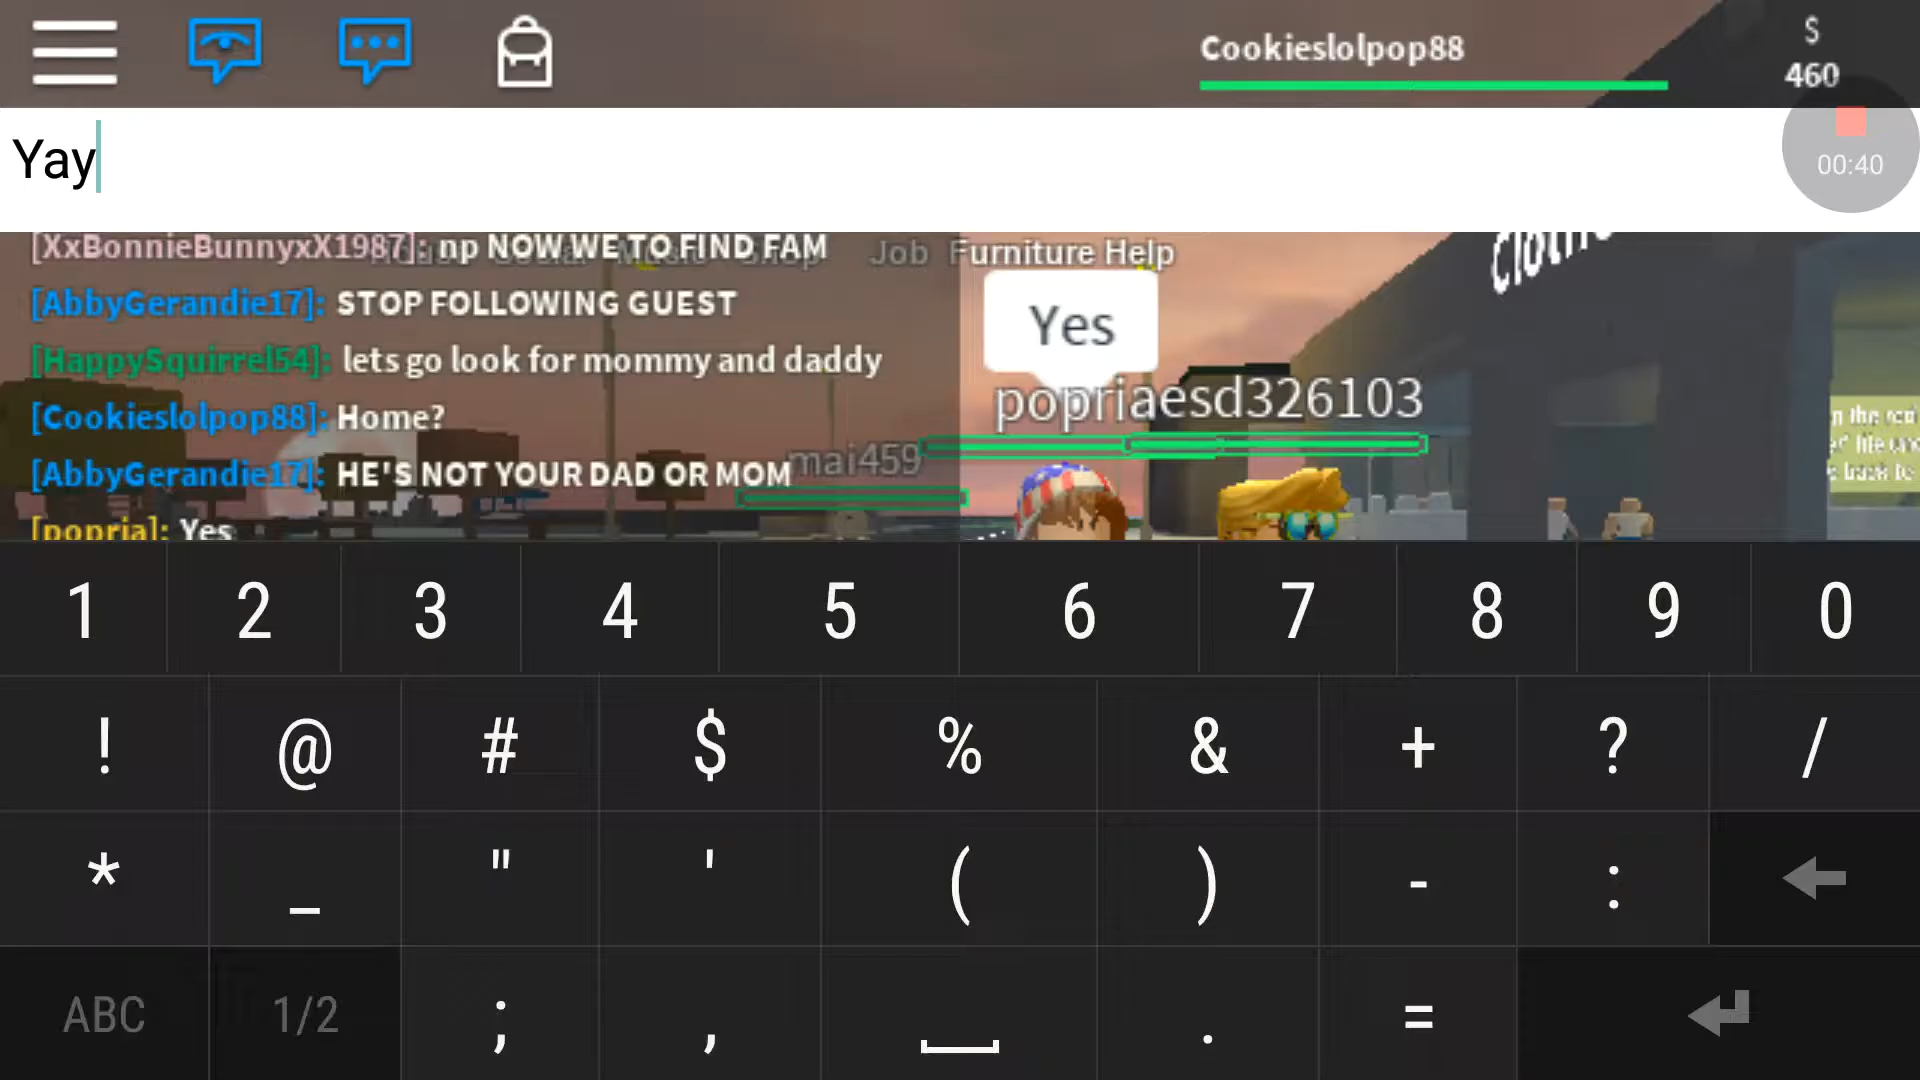 Cookieslolpop88
$
460
Yay
00:40
[XxBonnieBunnyxX1987]: np NOW WE TO FIND FAM
Job Furniture Help
[AbbyGerandie17]: STOP FOLLOWING GUEST
[HappySquirrel54]: lets go look for mommy and daddy
[Cookieslolpop88]: Home?
[AbbyGerandie17]: HE'S NOT YOUR DAD OR MOM
[popria]: Yes
Yes
popriaesd326103
mai459
1 2 3 4 5 6 7 8 9 0
! @ # $ % & + ? /
* _ " ' ( ) - :
ABC 1/2 ; , . =